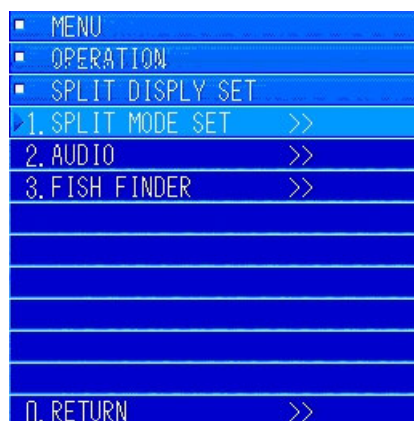 MENU
OPERATION
SPLIT DISPLY SET
1. SPLIT MODE SET >>
2. AUDIO >>
3. FISH FINDER >>
0. RETURN >>